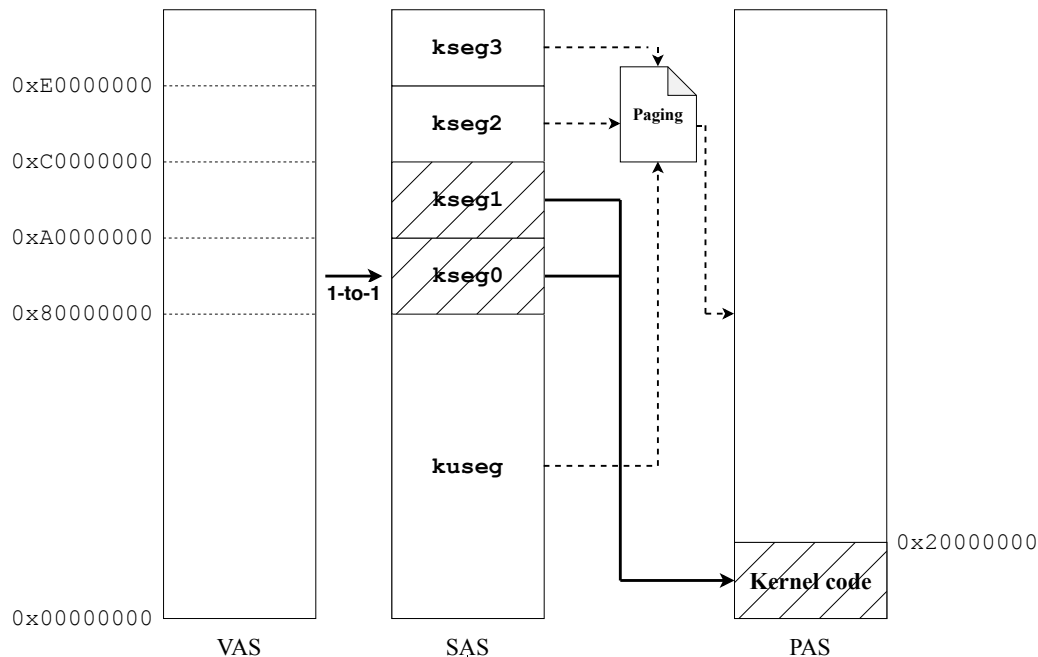 kseg3
0xE0000000
Paging
kseg2
0xC0000000
kseg1
0xA0000000
kseg0
1-to-1
0x80000000
kuseg
0x20000000
Kernel code
0x00000000
VAS
SAS
PAS